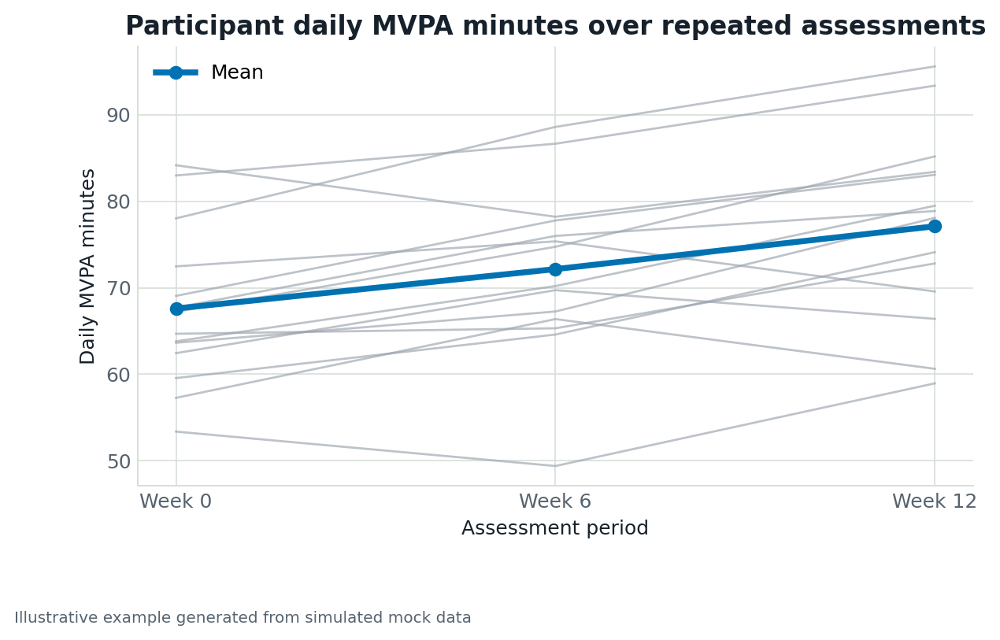 Participant daily MVPA minutes over repeated assessments
Mean
90
80
70
60
50
Daily MVPA minutes
Week 0
Week 6
Week 12
Assessment period
Illustrative example generated from simulated mock data